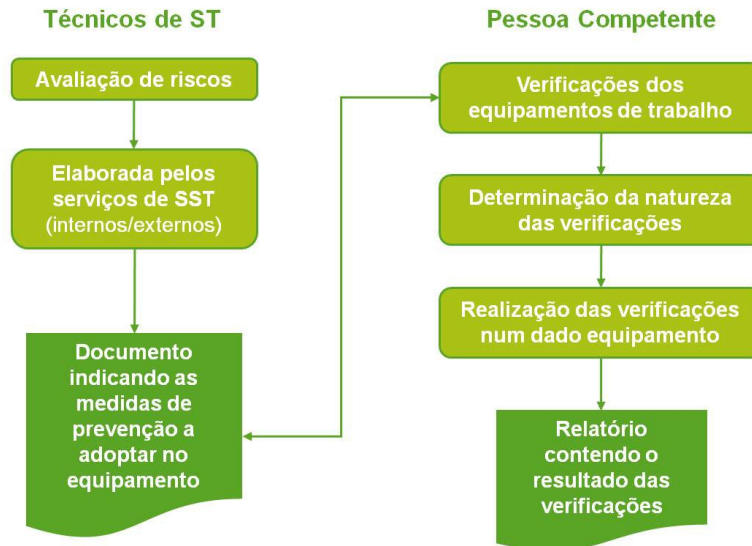 Técnicos de ST
Avaliação de riscos
Elaborada pelos
serviços de SST
(internos/externos)
Documento
indicando as
medidas de
prevenção a
adoptar no
equipamento
Pessoa Competente
Verificações dos
equipamentos de trabalho
Determinação da natureza
das verificações
Realização das verificações
num dado equipamento
Relatório
contendo o
resultado das
verificações